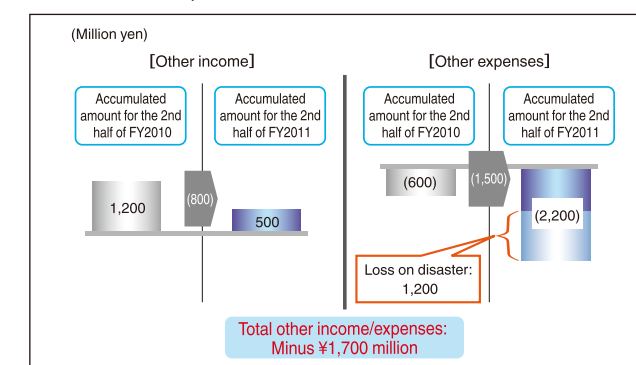 (Million yen)
[Other income]
[Other expenses]
Accumulated
amount for the 2nd
half of FY2010
Accumulated
amount for the 2nd
half of FY2011
Accumulated
amount for the 2nd
half of FY2010
Accumulated
amount for the 2nd
half of FY2011
1,200
(800)
500
(600)
(1,500)
(2,200)
Loss on disaster:
1,200
Total other income/expenses:
Minus ¥1,700 million